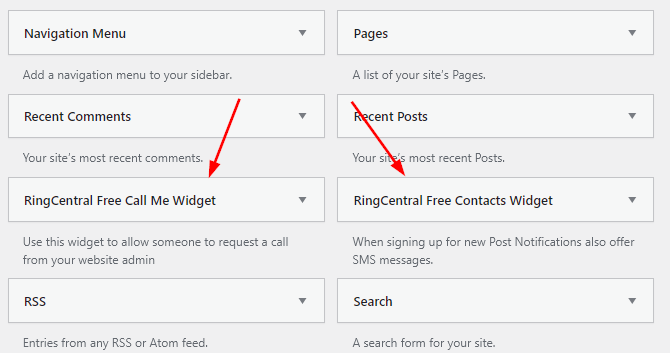 Navigation Menu
Pages
Add a navigation menu to your sidebar.
A list of your site's Pages.
Recent Comments
Recent Posts
Your site's most recent comments.
Your site's most recent Posts.
RingCentral Free Call Me Widget
RingCentral Free Contacts Widget
Use this widget to allow someone to request a call
from your website admin
When signing up for new Post Notifications also offer
SMS messages.
RSS
Search
Entries from any RSS or Atom feed.
A search form for your site.